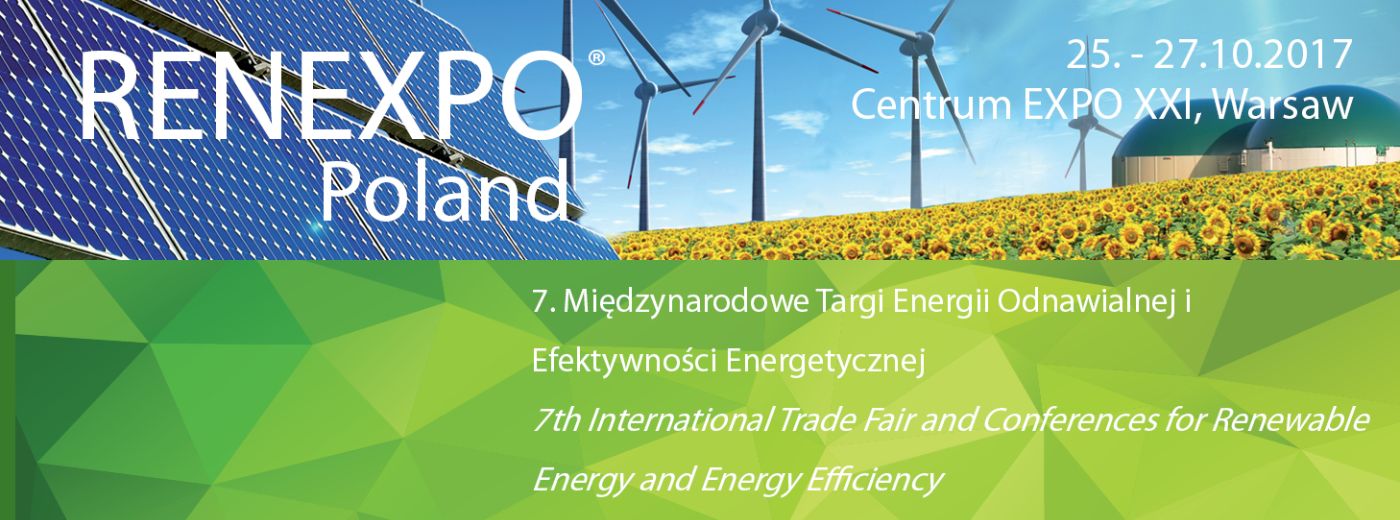 RENEXPO®
Poland
25. - 27.10.2017
Centrum EXPO XXI, Warsaw
7. Międzynarodowe Targi Energii Odnawialnej i
Efektywności Energetycznej
7th International Trade Fair and Conferences for Renewable
Energy and Energy Efficiency